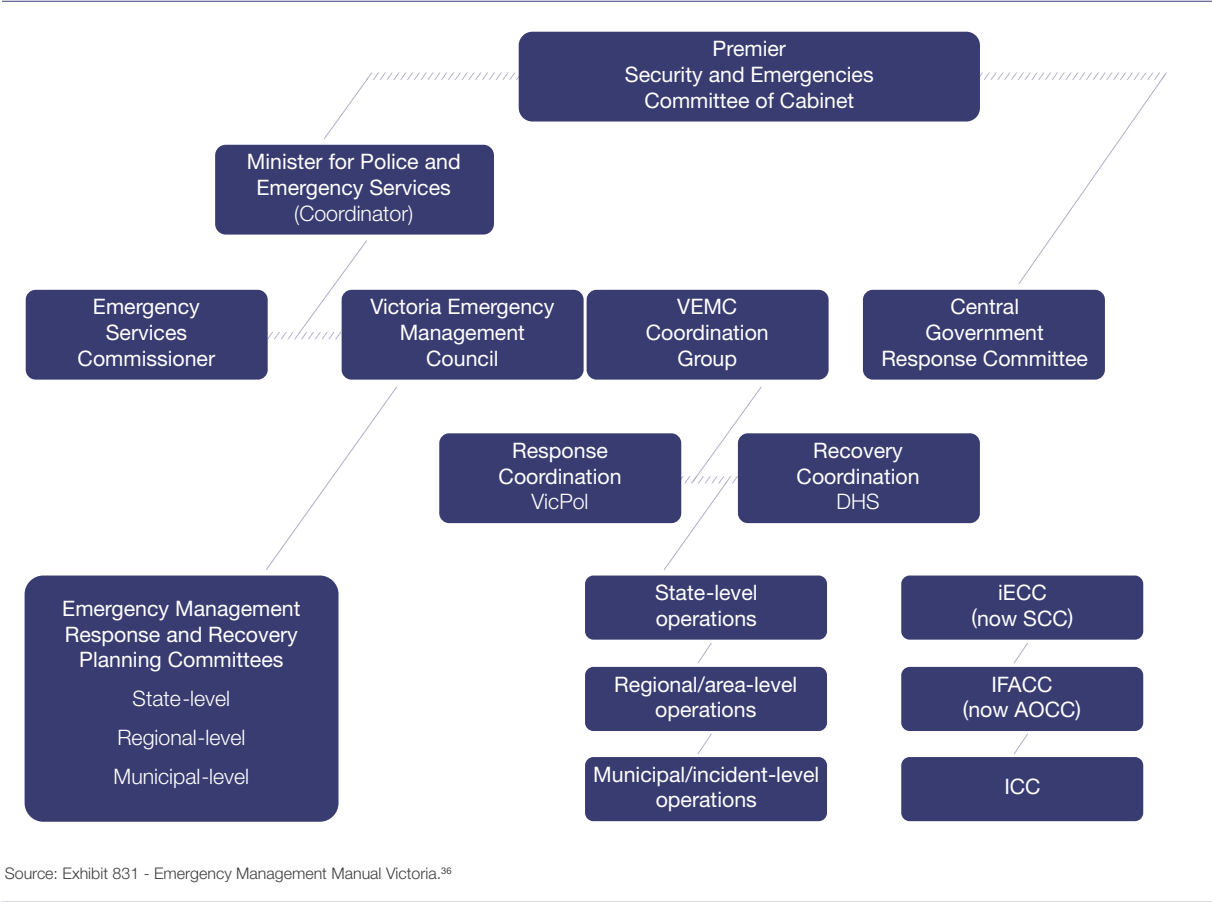 Premier
Security and Emergencies
Committee of Cabinet
Minister for Police and
Emergency Services
(Coordinator)
Emergency
Services
Commissioner
Victoria Emergency
Management
Council
VEMC
Coordination
Group
Central
Government
Response Committee
Response
Coordination
VicPol
Recovery
Coordination
DHS
Emergency Management
Response and Recovery
Planning Committees
State-level
Regional-level
Municipal-level
State-level
operations
iECC
(now SCC)
Regional/area-level
operations
IFACC
(now AOCC)
Municipal/incident-level
operations
ICC
Source: Exhibit 831 - Emergency Management Manual Victoria.³⁶